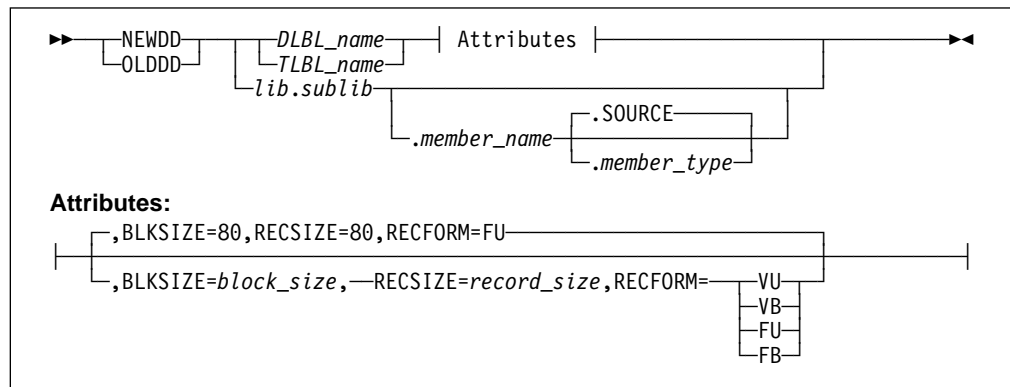 NEWDD DLBL_name Attributes
OLDDD TLBL_name
lib.sublib
.SOURCE
.member_name
.member_type
Attributes:
,BLKSIZE=80,RECSIZE=80,RECFORM=FU
,BLKSIZE=block_size, RECSIZE=record_size,RECFORM= VU
VB
FU
FB